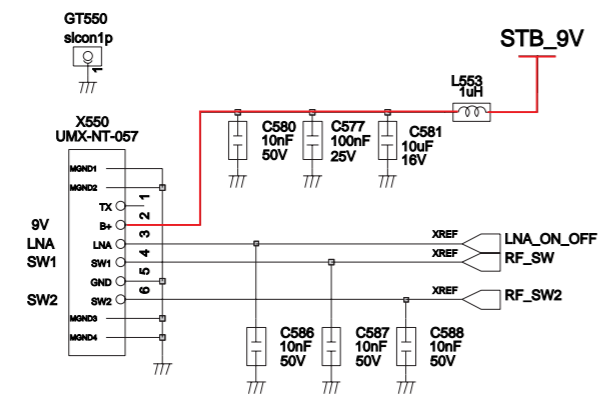 GT550
slcon1p
1
STB_9V
L553
1uH
X550
UMX-NT-057
C580
10nF
50V
C577
100nF
25V
C581
10uF
16V
MGND1
MGND2
TX 1
9V B+ 2
LNA LNA 3 XREF LNA_ON_OFF
SW1 SW1 4 XREF RF_SW
GND 5
SW2 SW2 6 XREF RF_SW2
MGND3
MGND4
C586
10nF
50V
C587
10nF
50V
C588
10nF
50V